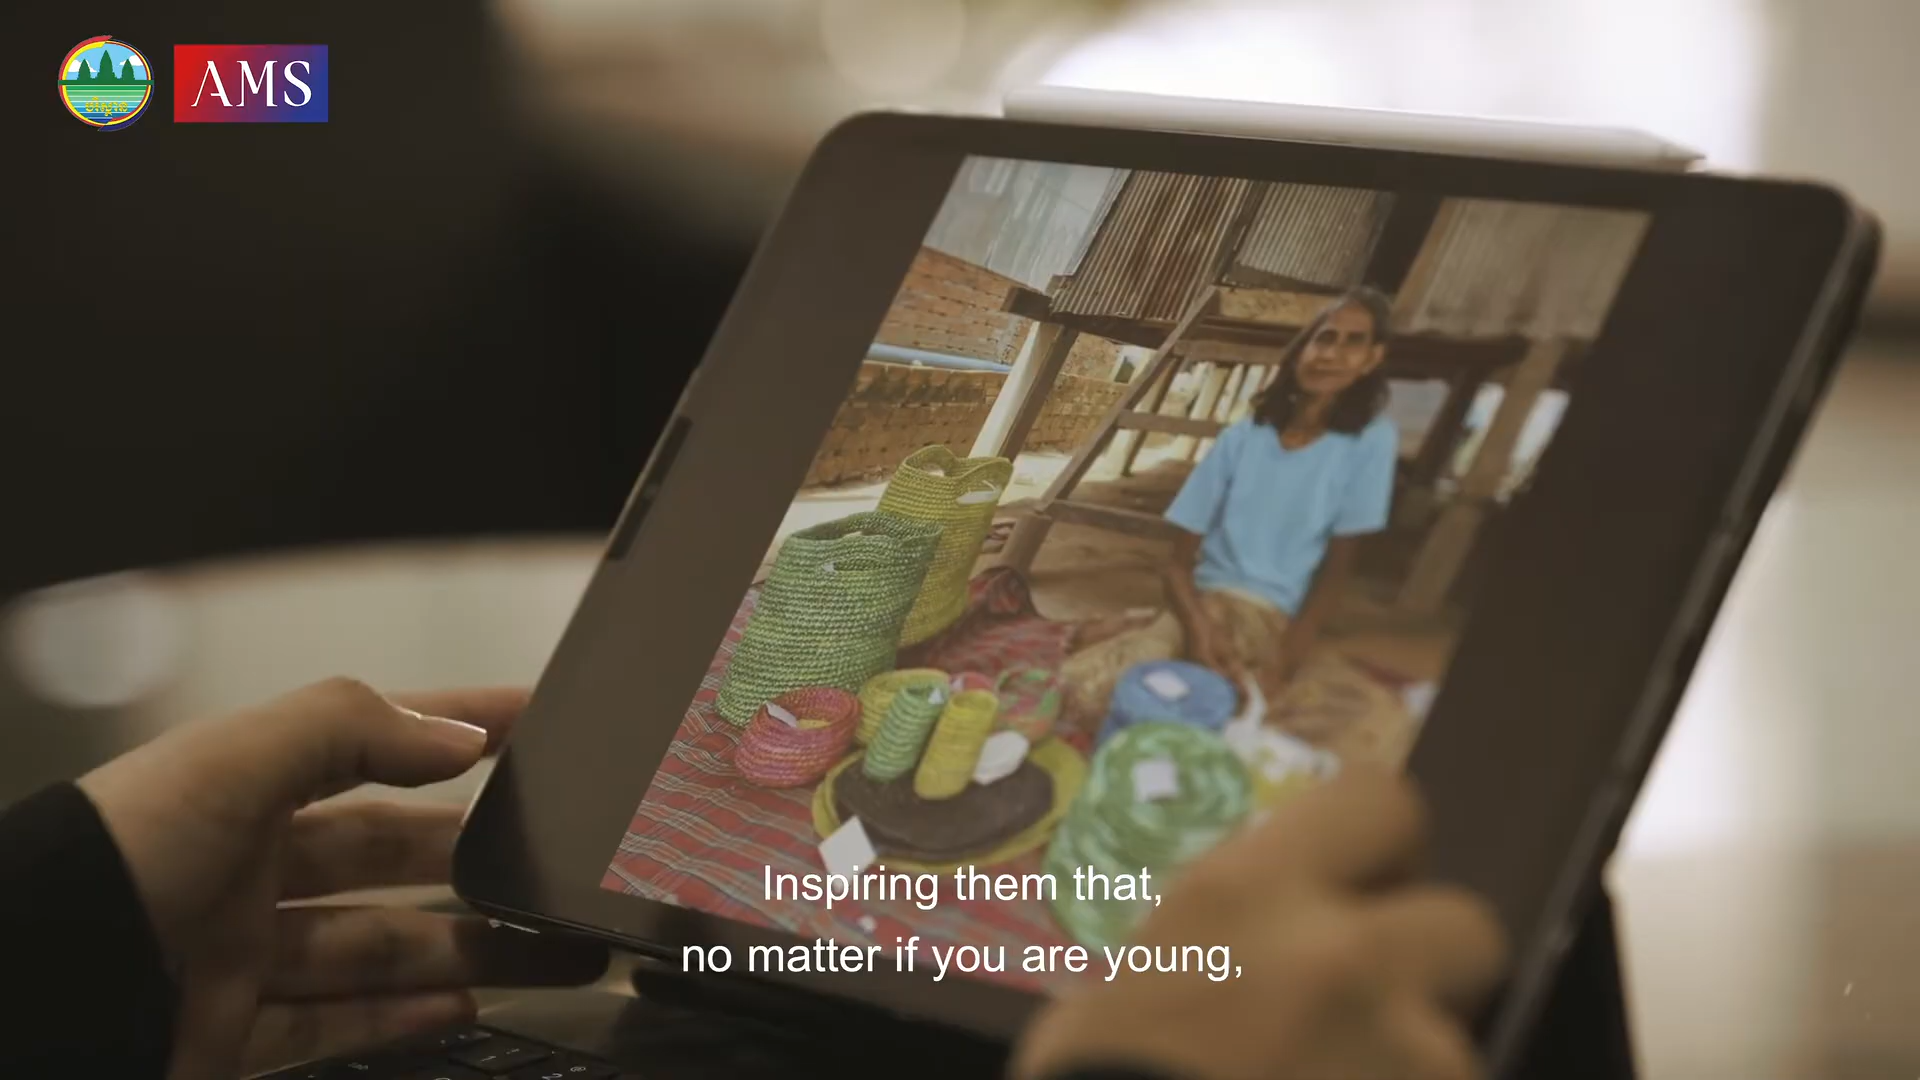 AMS
Inspiring them that,
no matter if you are young,